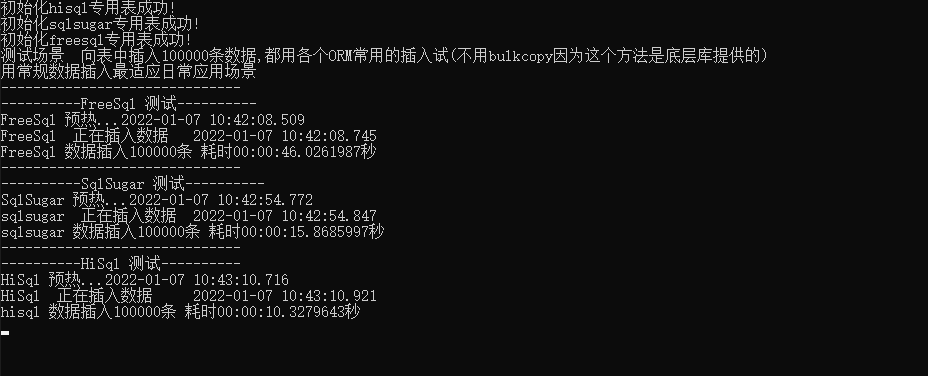 初始化hisql专用表成功!
初始化sqlsugar专用表成功!
初始化freesql专用表成功!
测试场景  向表中插入100000条数据,都用各个ORM常用的插入试(不用bulkcopy因为这个方法是底层库提供的)
用常规数据插入最适应日常应用场景
------------------------------
----------FreeSql 测试----------
FreeSql 预热...2022-01-07 10:42:08.509
FreeSql  正在插入数据   2022-01-07 10:42:08.745
FreeSql 数据插入100000条 耗时00:00:46.0261987秒
------------------------------
----------SqlSugar 测试----------
SqlSugar 预热...2022-01-07 10:42:54.772
sqlsugar  正在插入数据  2022-01-07 10:42:54.847
sqlsugar 数据插入100000条 耗时00:00:15.8685997秒
------------------------------
----------HiSql 测试----------
HiSql 预热...2022-01-07 10:43:10.716
HiSql  正在插入数据     2022-01-07 10:43:10.921
hisql 数据插入100000条 耗时00:00:10.3279643秒